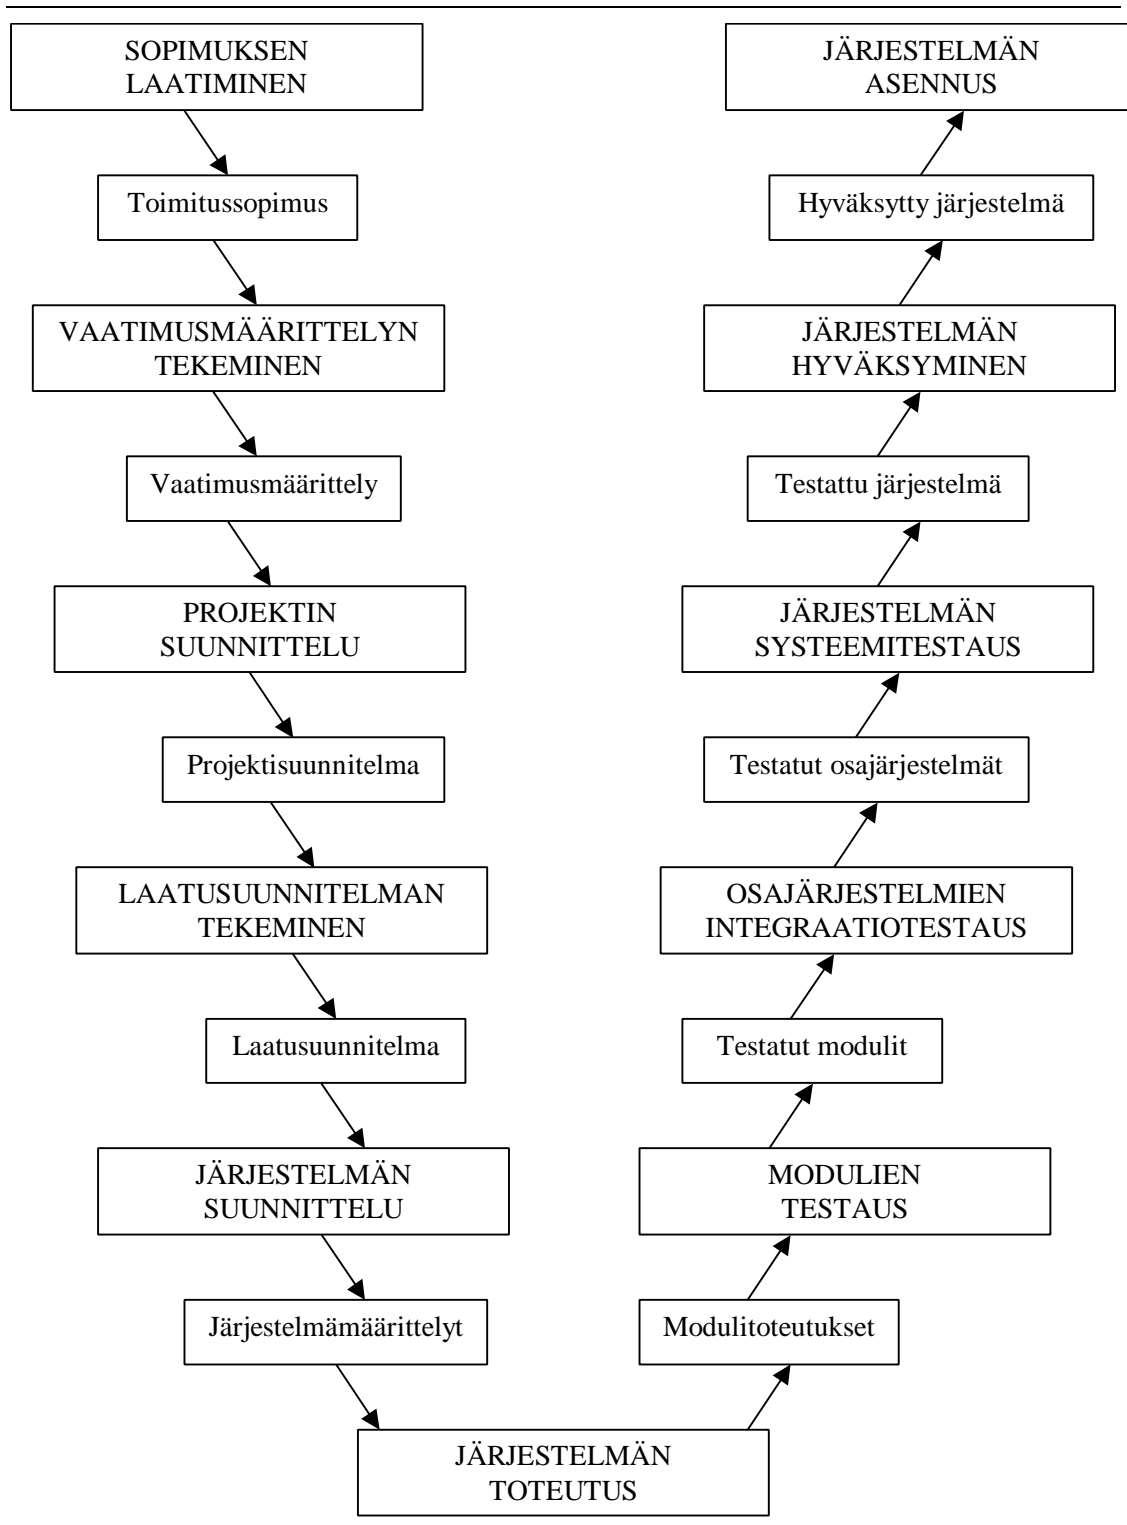 SOPIMUKSEN
LAATIMINEN
Toimitussopimus
VAATIMUSMÄÄRITTELYN
TEKEMINEN
Vaatimusmäärittely
PROJEKTIN
SUUNNITTELU
Projektisuunnitelma
LAATUSUUNNITELMAN
TEKEMINEN
Laatusuunnitelma
JÄRJESTELMÄN
SUUNNITTELU
Järjestelmämäärittelyt
JÄRJESTELMÄN
TOTEUTUS
Modulitoteutukset
MODULIEN
TESTAUS
Testatut modulit
OSAJÄRJESTELMIEN
INTEGRAATIOTESTAUS
Testatut osajärjestelmät
JÄRJESTELMÄN
SYSTEEMITESTAUS
Testattu järjestelmä
JÄRJESTELMÄN
HYVÄKSYMINEN
Hyväksytty järjestelmä
JÄRJESTELMÄN
ASENNUS